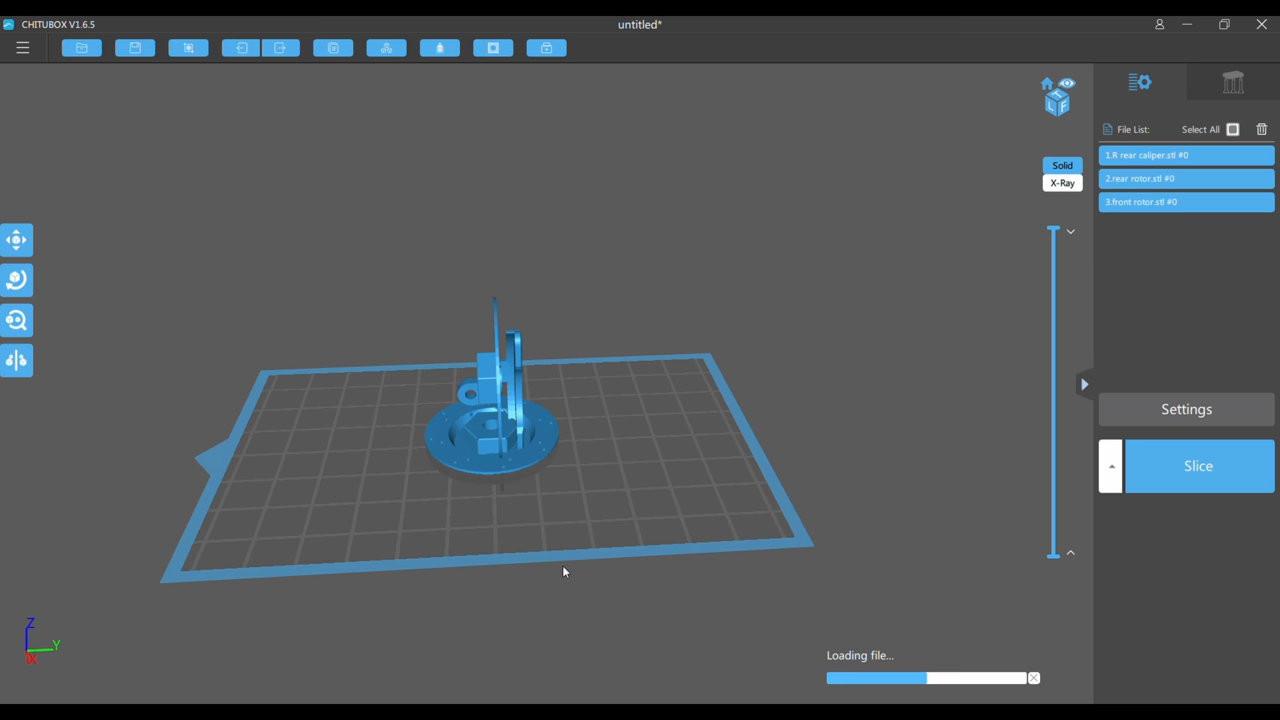 CHITUBOX V1.6.5
untitled*
File List:
Select All
1.R rear caliper.stl #0
2.rear rotor.stl #0
3.front rotor.stl #0
T
L F
Solid
X-Ray
Settings
Slice
Z
Y
X
Loading file...